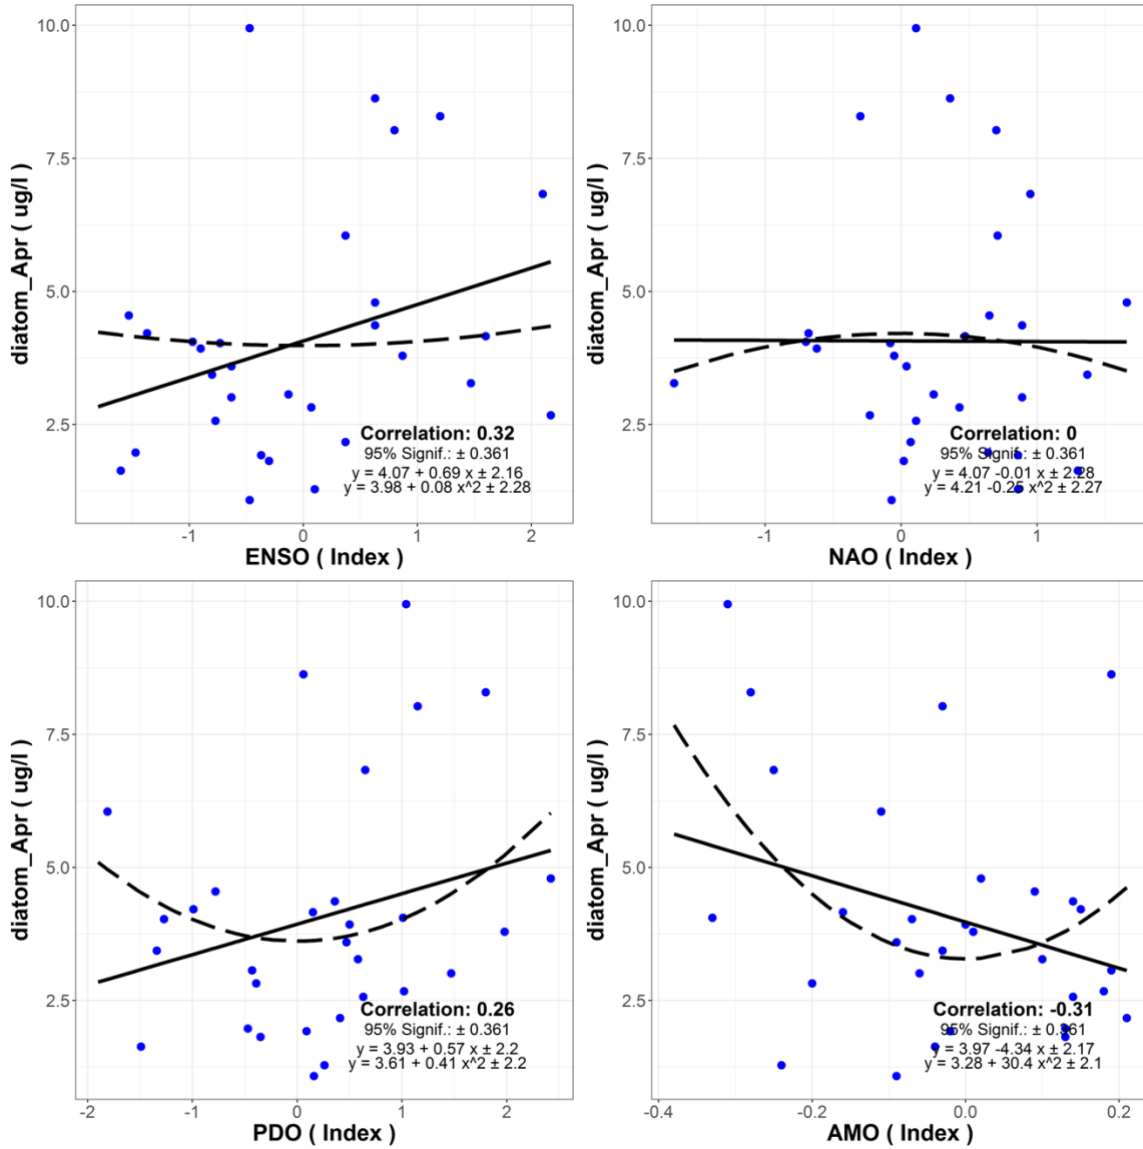 10.0
7.5
5.0
2.5
diatom_Apr ( ug/l )
Correlation: 0.32
95% Signif.: ± 0.361
y = 4.07 + 0.69 x ± 2.16
y = 3.98 + 0.08 x^2 ± 2.28
-1 0 1 2
ENSO ( Index )
10.0
7.5
5.0
2.5
diatom_Apr ( ug/l )
Correlation: 0
95% Signif.: ± 0.361
y = 4.07 -0.01 x ± 2.28
y = 4.21 -0.25 x^2 ± 2.27
-1 0 1
NAO ( Index )
10.0
7.5
5.0
2.5
diatom_Apr ( ug/l )
Correlation: 0.26
95% Signif.: ± 0.361
y = 3.93 + 0.57 x ± 2.2
y = 3.61 + 0.41 x^2 ± 2.2
-2 -1 0 1 2
PDO ( Index )
10.0
7.5
5.0
2.5
diatom_Apr ( ug/l )
Correlation: -0.31
95% Signif.: ± 0.361
y = 3.97 -4.34 x ± 2.17
y = 3.28 + 30.4 x^2 ± 2.1
-0.4 -0.2 0.0 0.2
AMO ( Index )